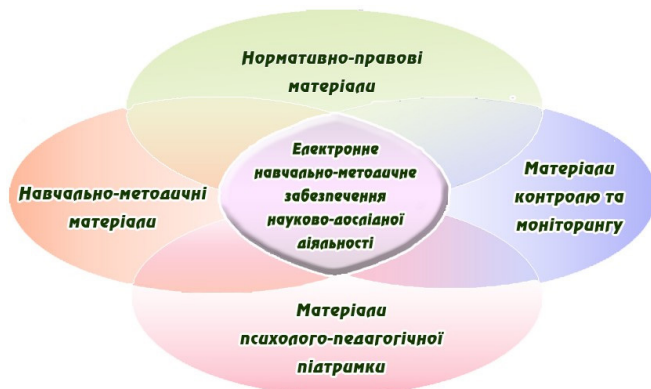 Нормативно-правові
матеріали
Навчально-методичні
матеріали
Електронне
навчально-методичне
забезпечення
науково-дослідної
діяльності
Матеріали
контролю та
моніторингу
Матеріали
психолого-педагогічної
підтримки